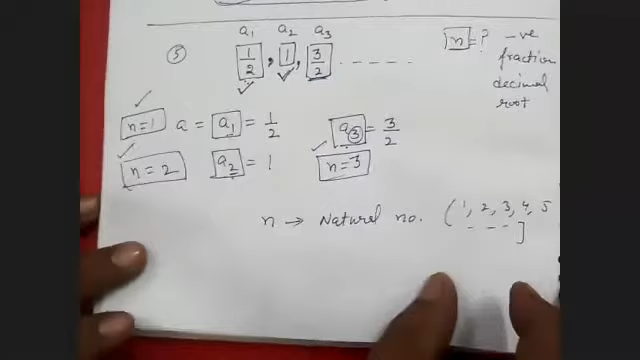 a1 a2 a3
⑤ 1/2 , 1 , 3/2 - - - - -
n = ? -ve
fraction
decimal
root
n=1 a = a1 = 1/2 a3 = 3/2
n = 2 a2 = 1 n=3
n → Natural no. ( 1, 2, 3, 4, 5
- - - ]